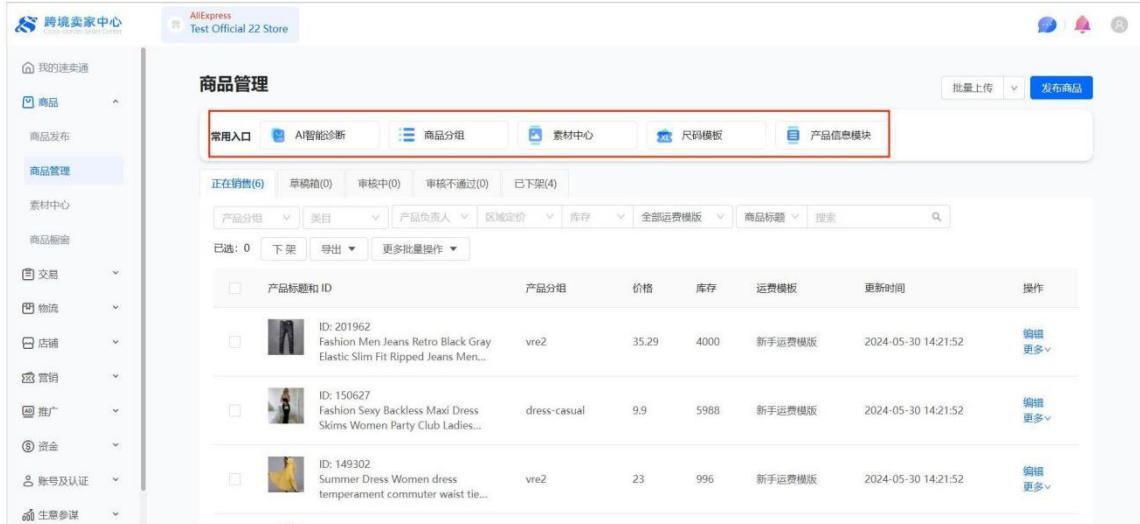 跨境卖家中心
AliExpress
Test Official 22 Store
我的速卖通
商品
商品发布
商品管理
素材中心
商品橱窗
交易
物流
店铺
营销
推广
资金
账号及认证
生意参谋
商品管理
批量上传
发布商品
常用入口 AI智能诊断 商品分组 素材中心 尺码模板 产品信息模块
正在销售(6) 草稿箱(0) 审核中(0) 审核不通过(0) 已下架(4)
产品分组 类目 产品负责人 区域定价 库存 全部运费模版 商品标题 搜索
已选: 0 下架 导出 更多批量操作
产品标题和 ID 产品分组 价格 库存 运费模板 更新时间 操作
ID: 201962
Fashion Men Jeans Retro Black Gray
Elastic Slim Fit Ripped Jeans Men...
vre2 35.29 4000 新手运费模版 2024-05-30 14:21:52
编辑
更多
ID: 150627
Fashion Sexy Backless Maxi Dress
Skims Women Party Club Ladies...
dress-casual 9.9 5988 新手运费模版 2024-05-30 14:21:52
编辑
更多
ID: 149302
Summer Dress Women dress
temperament commuter waist tie...
vre2 23 996 新手运费模版 2024-05-30 14:21:52
编辑
更多